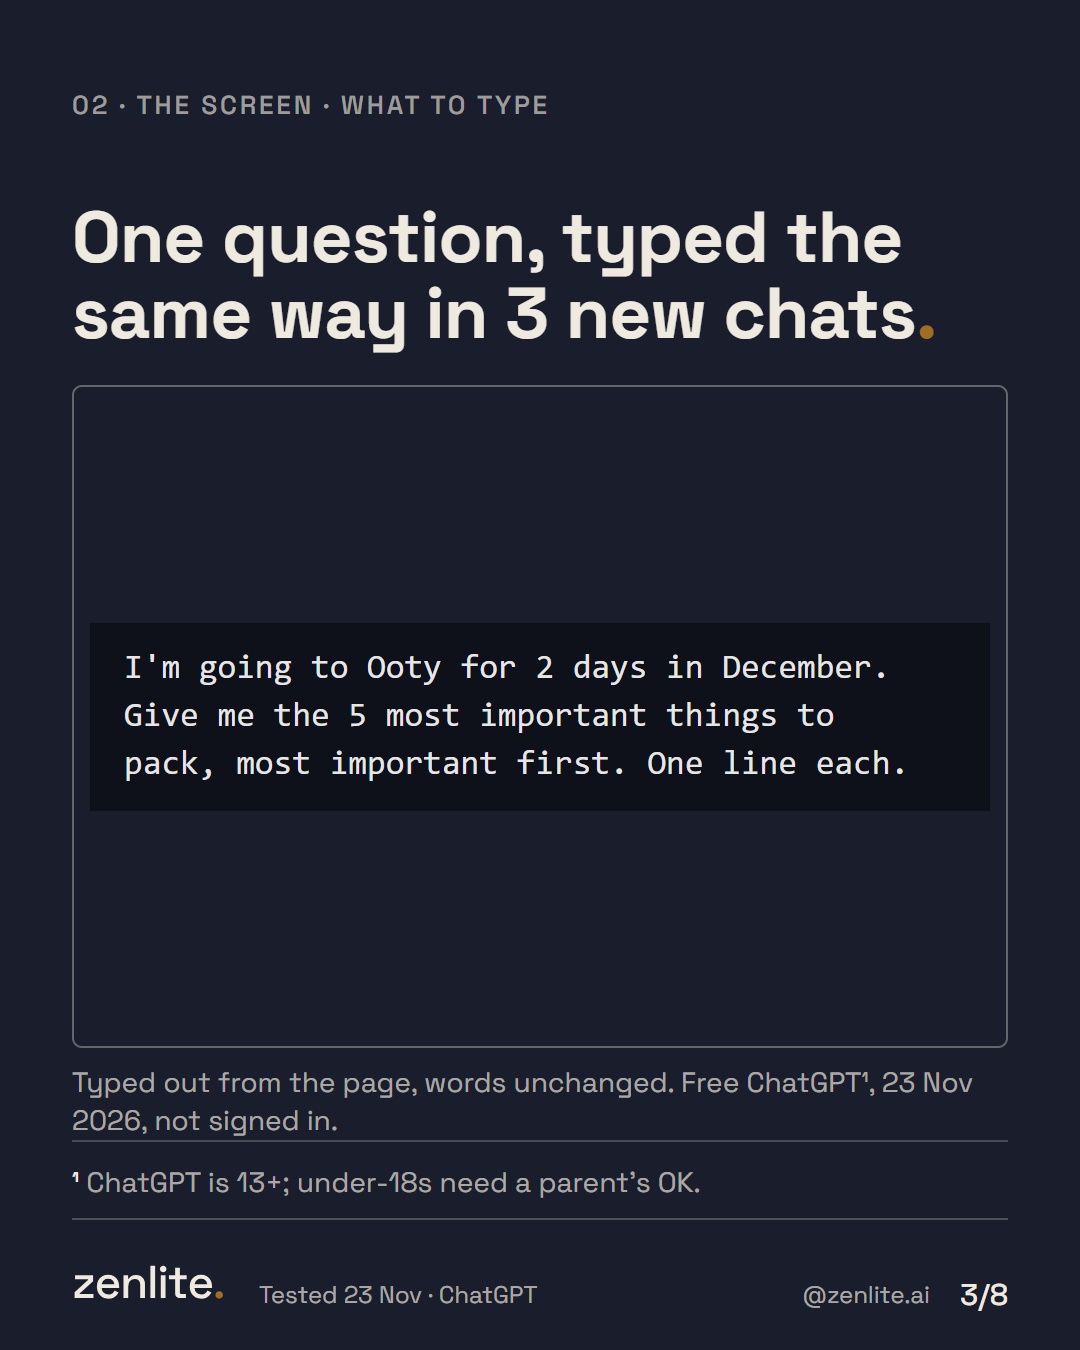 02 · THE SCREEN · WHAT TO TYPE
One question, typed the
same way in 3 new chats.
I'm going to Ooty for 2 days in December.
Give me the 5 most important things to
pack, most important first. One line each.
Typed out from the page, words unchanged. Free ChatGPT¹, 23 Nov
2026, not signed in.
¹ ChatGPT is 13+; under-18s need a parent’s OK.
zenlite. Tested 23 Nov · ChatGPT @zenlite.ai 3/8